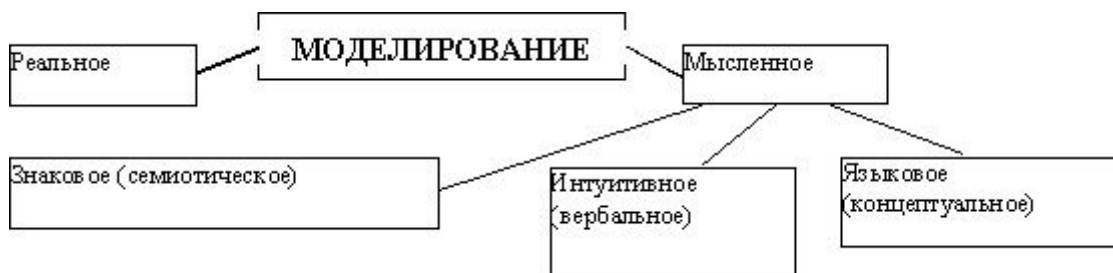 МОДЕЛИРОВАНИЕ
Реальное
Мысленное
Знаковое (семиотическое)
Интуитивное
(вербальное)
Языковое
(концептуальное)